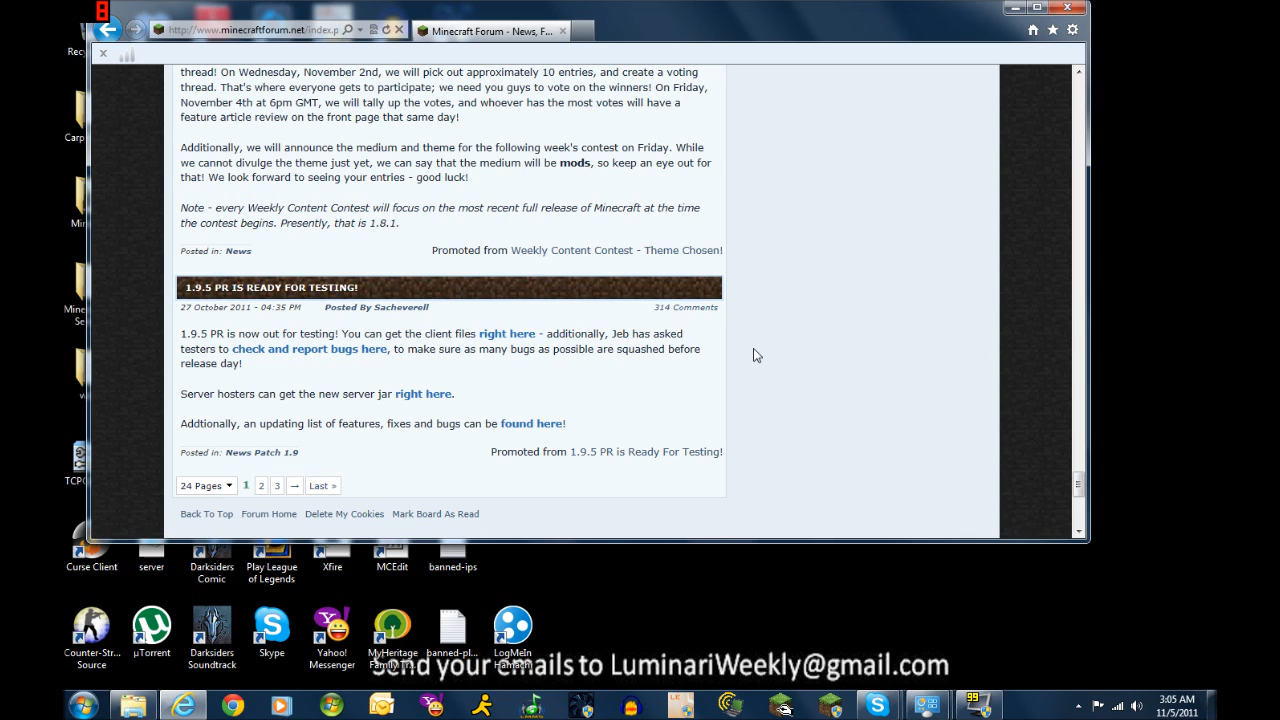 8
http://www.minecraftforum.net/index.p
Minecraft Forum - News, F...
thread! On Wednesday, November 2nd, we will pick out approximately 10 entries, and create a voting
thread. That's where everyone gets to participate; we need you guys to vote on the winners! On Friday,
November 4th at 6pm GMT, we will tally up the votes, and whoever has the most votes will have a
feature article review on the front page that same day!
Additionally, we will announce the medium and theme for the following week's contest on Friday. While
we cannot divulge the theme just yet, we can say that the medium will be mods, so keep an eye out for
that! We look forward to seeing your entries - good luck!
Note - every Weekly Content Contest will focus on the most recent full release of Minecraft at the time
the contest begins. Presently, that is 1.8.1.
Posted in: News
Promoted from Weekly Content Contest - Theme Chosen!
1.9.5 PR IS READY FOR TESTING!
27 October 2011 - 04:35 PM Posted By Sacheverell 314 Comments
1.9.5 PR is now out for testing! You can get the client files right here - additionally, Jeb has asked
testers to check and report bugs here, to make sure as many bugs as possible are squashed before
release day!
Server hosters can get the new server jar right here.
Addtionally, an updating list of features, fixes and bugs can be found here!
Posted in: News Patch 1.9
Promoted from 1.9.5 PR is Ready For Testing!
24 Pages 1 2 3 → Last »
Back To Top Forum Home Delete My Cookies Mark Board As Read
Rec
Carp
Min
Mine
Se
w
TCP
Curse Client server Darksiders Comic Play League of Legends Xfire MCEdit banned-ips
Counter-Str... Source µTorrent Darksiders Soundtrack Skype Yahoo! Messenger MyHeritage Family Tr... banned-pl... LogMeIn Hamachi
Send your emails to LuminariWeekly@gmail.com
99
3:05 AM
11/5/2011